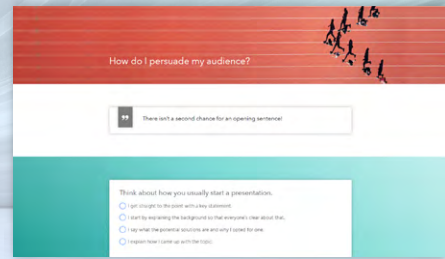 How do I persuade my audience?
There isn't a second chance for an opening sentence!
Think about how you usually start a presentation.
I get straight to the point with a key statement.
I start by explaining the background so that everyone's clear about that.
I say what the potential solutions are and why I opted for one.
I explain how I came up with the topic.